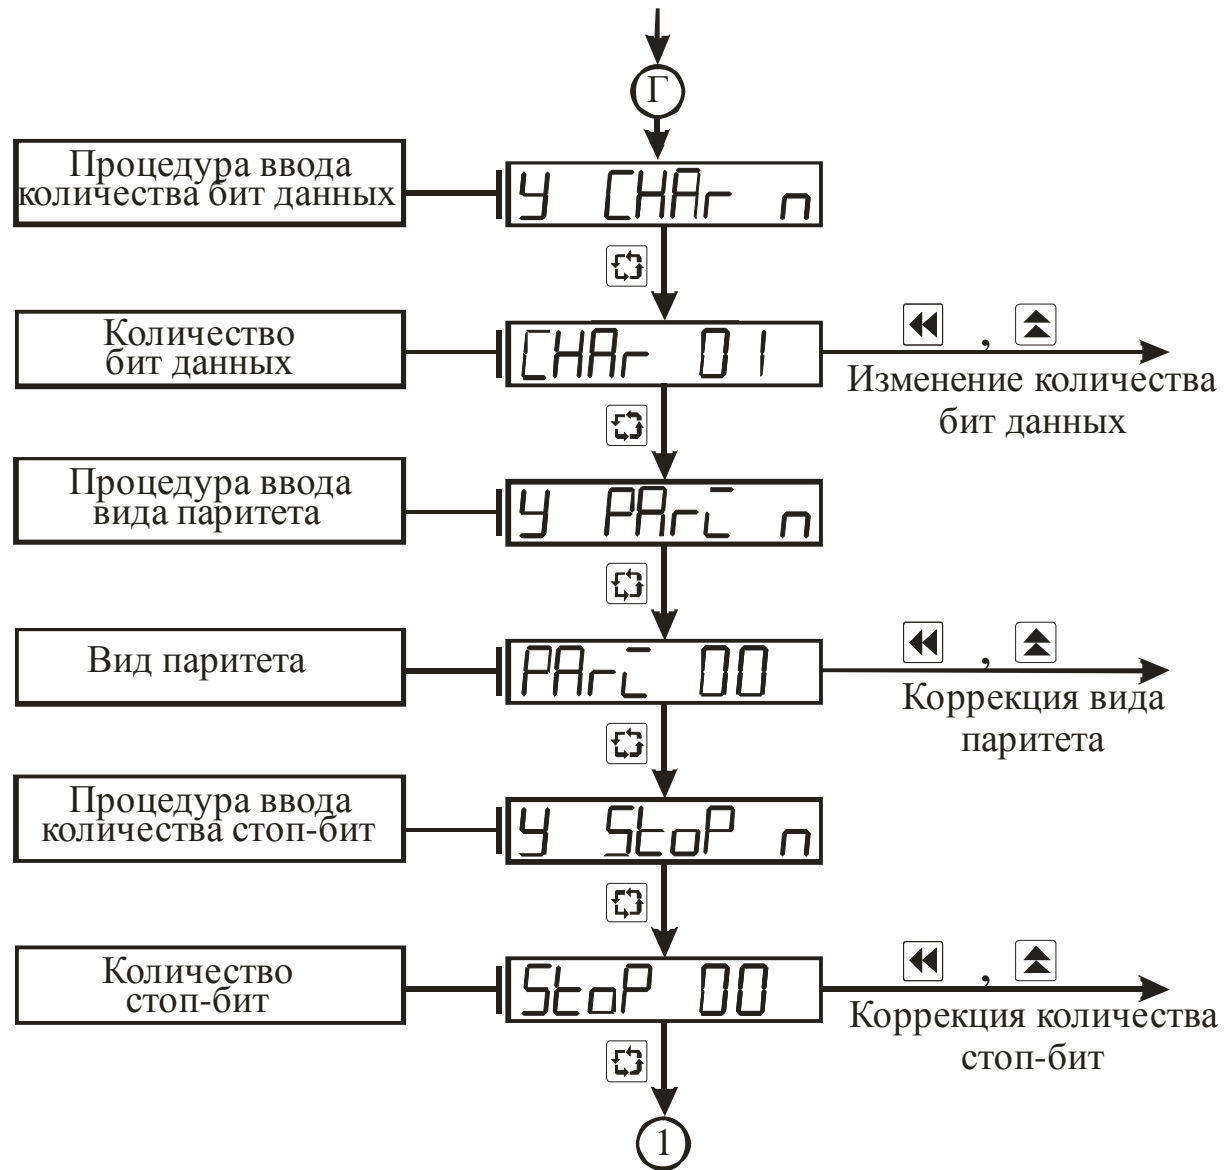 Г
Процедура ввода
количества бит данных
У CHAr n
Количество
бит данных
CHAr 01
,
Изменение количества
бит данных
Процедура ввода
вида паритета
У PAri n
Вид паритета
PAri 00
,
Коррекция вида
паритета
Процедура ввода
количества стоп-бит
У StoP n
Количество
стоп-бит
StoP 00
,
Коррекция количества
стоп-бит
1